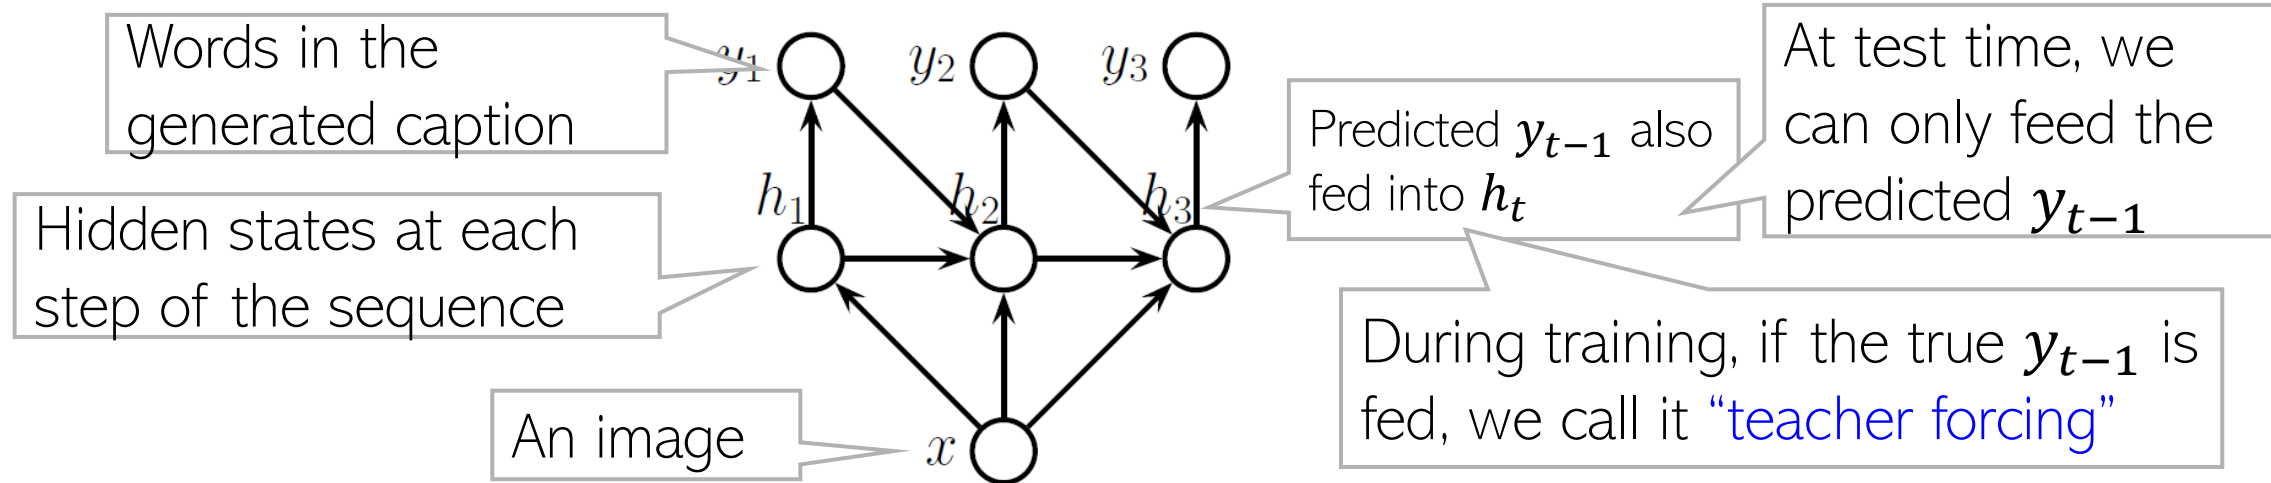 Words in the
generated caption
y₁
y₂
y₃
At test time, we
can only feed the
predicted yₜ₋₁
Predicted yₜ₋₁ also
fed into hₜ
Hidden states at each
step of the sequence
h₁
h₂
h₃
During training, if the true yₜ₋₁ is
fed, we call it “teacher forcing”
An image
x